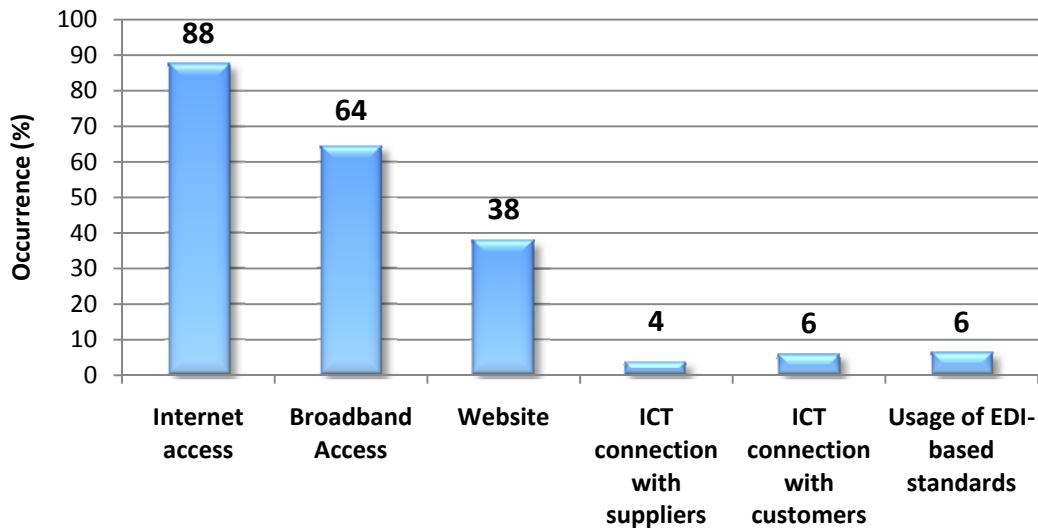 Occurrence (%)
100
90
80
70
60
50
40
30
20
10
0
88
64
38
4
6
6
Internet
access
Broadband
Access
Website
ICT
connection
with
suppliers
ICT
connection
with
customers
Usage of EDI-
based
standards